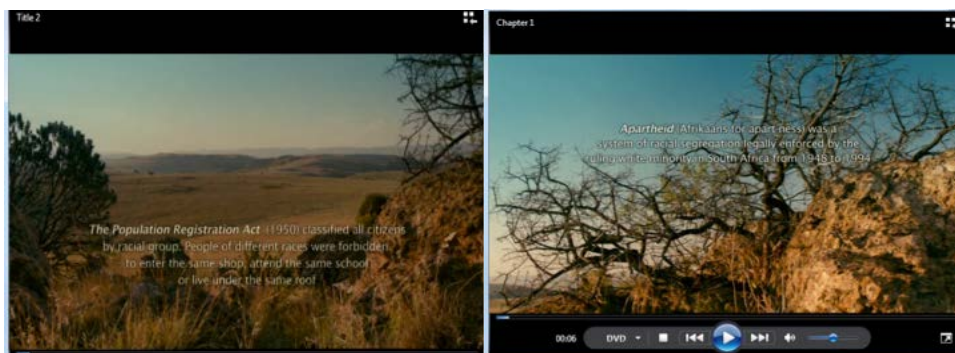 Title 2
The Population Registration Act (1950) classified all citizens
by racial group. People of different races were forbidden
to enter the same shop, attend the same school
or live under the same roof
Chapter 1
Apartheid (Afrikaans for apart-ness) was a
system of racial segregation legally enforced by the
ruling white minority in South Africa from 1948 to 1994
00:06
DVD